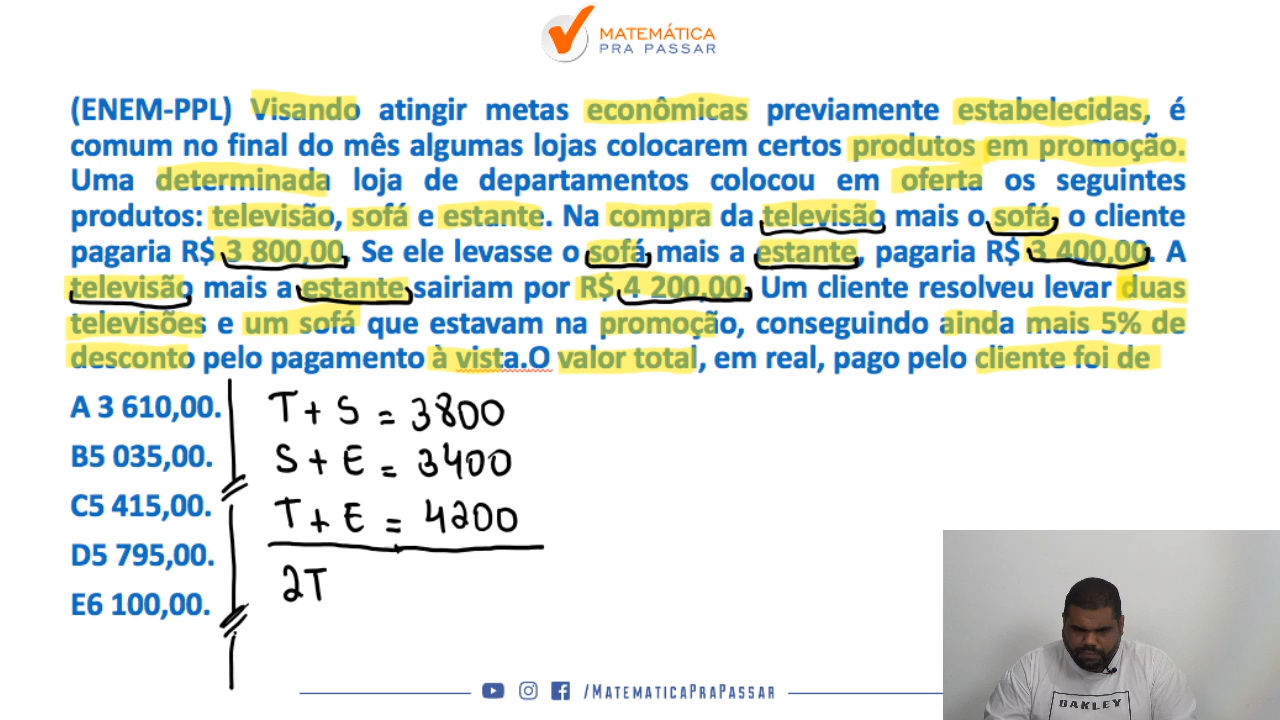 MATEMÁTICA
PRA PASSAR
(ENEM-PPL) Visando atingir metas econômicas previamente estabelecidas, é
comum no final do mês algumas lojas colocarem certos produtos em promoção.
Uma determinada loja de departamentos colocou em oferta os seguintes
produtos: televisão, sofá e estante. Na compra da televisão mais o sofá, o cliente
pagaria R$ 3 800,00. Se ele levasse o sofá mais a estante, pagaria R$ 3 400,00. A
televisão mais a estante sairiam por R$ 4 200,00. Um cliente resolveu levar duas
televisões e um sofá que estavam na promoção, conseguindo ainda mais 5% de
desconto pelo pagamento à vista.O valor total, em real, pago pelo cliente foi de
A 3 610,00.
B5 035,00.
C5 415,00.
D5 795,00.
E6 100,00.
T + S = 3800
S + E = 3400
T + E = 4200
2T
/MATEMATICAPRAPASSAR
OAKLEY